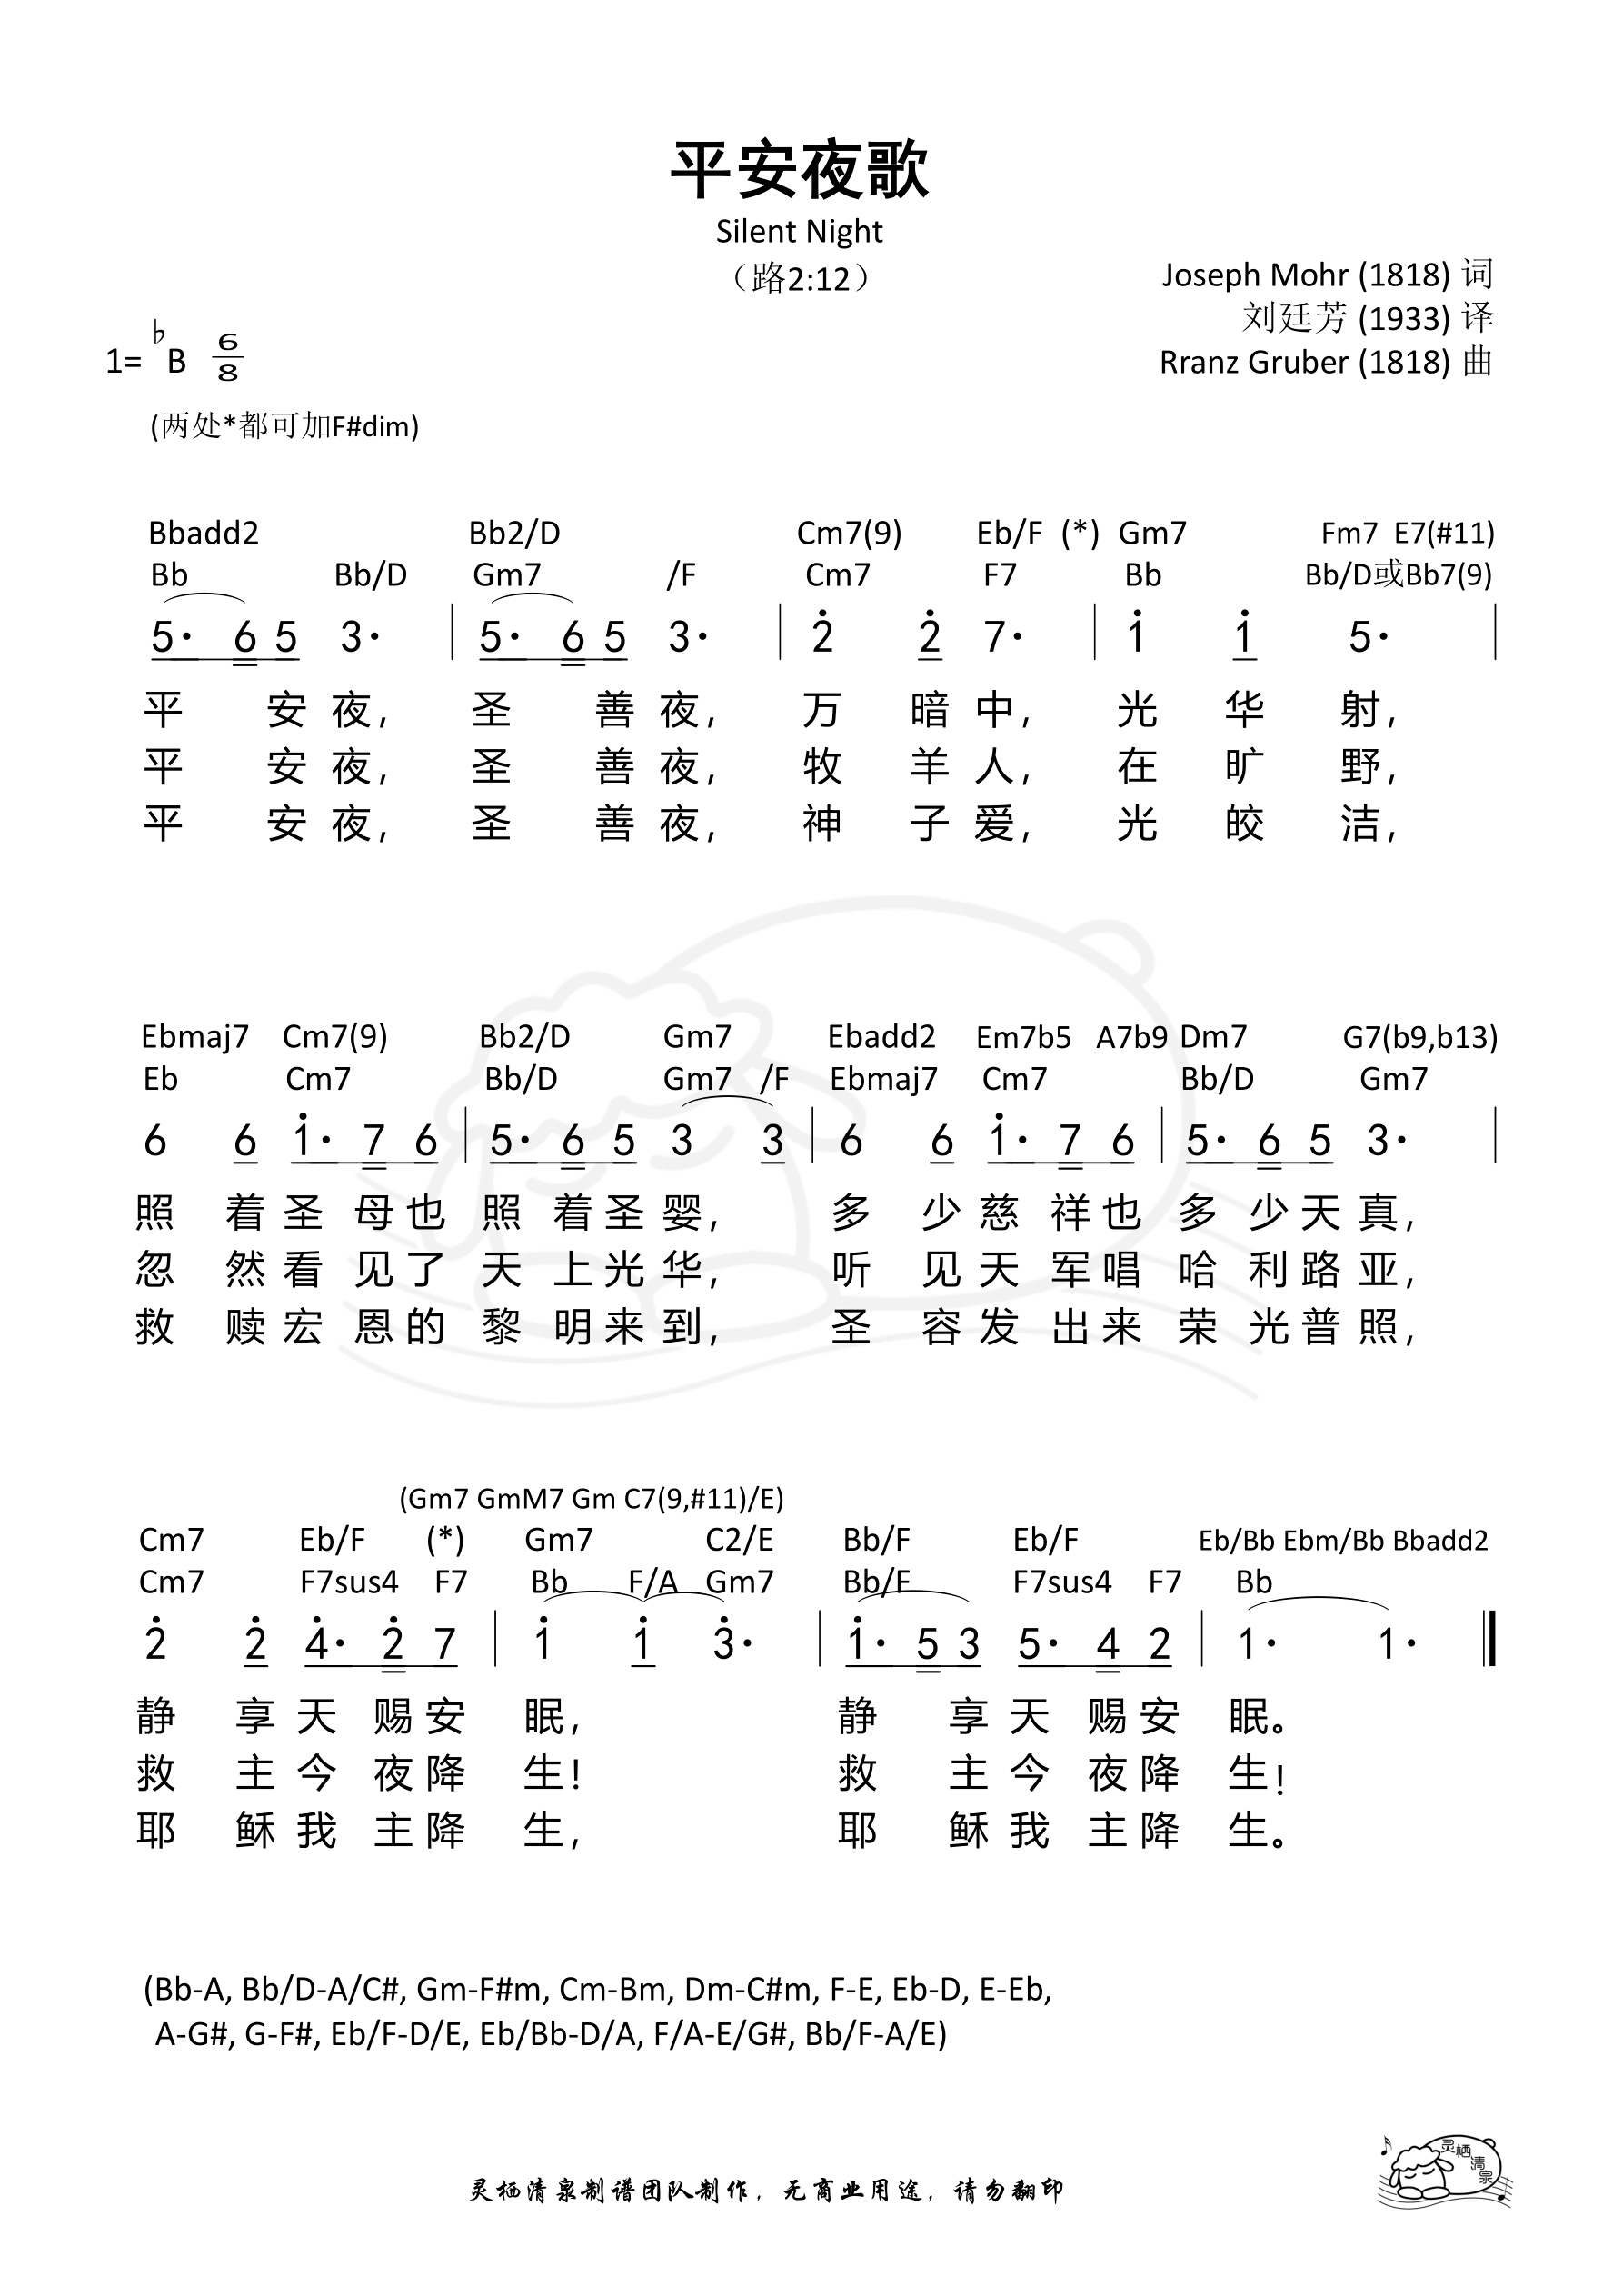 平安夜歌
Silent Night
（路2:12）
Joseph Mohr (1818) 词
刘廷芳 (1933) 译
Rranz Gruber (1818) 曲
1= ♭B 6/8
(两处*都可加F#dim)
Bbadd2 Bb2/D Cm7(9) Eb/F (*) Gm7 Fm7 E7(#11)
Bb Bb/D Gm7 /F Cm7 F7 Bb Bb/D或Bb7(9)
5· 6 5 3· | 5· 6 5 3· | 2̇ 2̇ 7· | 1̇ 1̇ 5· |
平 安 夜, 圣 善 夜, 万 暗 中, 光 华 射,
平 安 夜, 圣 善 夜, 牧 羊 人, 在 旷 野,
平 安 夜, 圣 善 夜, 神 子 爱, 光 皎 洁,
Ebmaj7 Cm7(9) Bb2/D Gm7 Ebadd2 Em7b5 A7b9 Dm7 G7(b9,b13)
Eb Cm7 Bb/D Gm7 /F Ebmaj7 Cm7 Bb/D Gm7
6 6 1̇· 7 6 | 5· 6 5 3 3 | 6 6 1̇· 7 6 | 5· 6 5 3· |
照 着 圣 母 也 照 着 圣 婴, 多 少 慈 祥 也 多 少 天 真,
忽 然 看 见 了 天 上 光 华, 听 见 天 军 唱 哈 利 路 亚,
救 赎 宏 恩 的 黎 明 来 到, 圣 容 发 出 来 荣 光 普 照,
(Gm7 GmM7 Gm C7(9,#11)/E)
Cm7 Eb/F (*) Gm7 C2/E Bb/F Eb/F Eb/Bb Ebm/Bb Bbadd2
Cm7 F7sus4 F7 Bb F/A Gm7 Bb/F F7sus4 F7 Bb
2̇ 2̇ 4̇· 2̇ 7 | 1̇ 1̇ 3̇· | 1̇· 5 3 5· 4 2 | 1· 1· ‖
静 享 天 赐 安 眠, 静 享 天 赐 安 眠。
救 主 今 夜 降 生! 救 主 今 夜 降 生!
耶 稣 我 主 降 生, 耶 稣 我 主 降 生。
(Bb-A, Bb/D-A/C#, Gm-F#m, Cm-Bm, Dm-C#m, F-E, Eb-D, E-Eb,
A-G#, G-F#, Eb/F-D/E, Eb/Bb-D/A, F/A-E/G#, Bb/F-A/E)
灵栖清泉制谱团队制作，无商业用途，请勿翻印
灵栖清泉